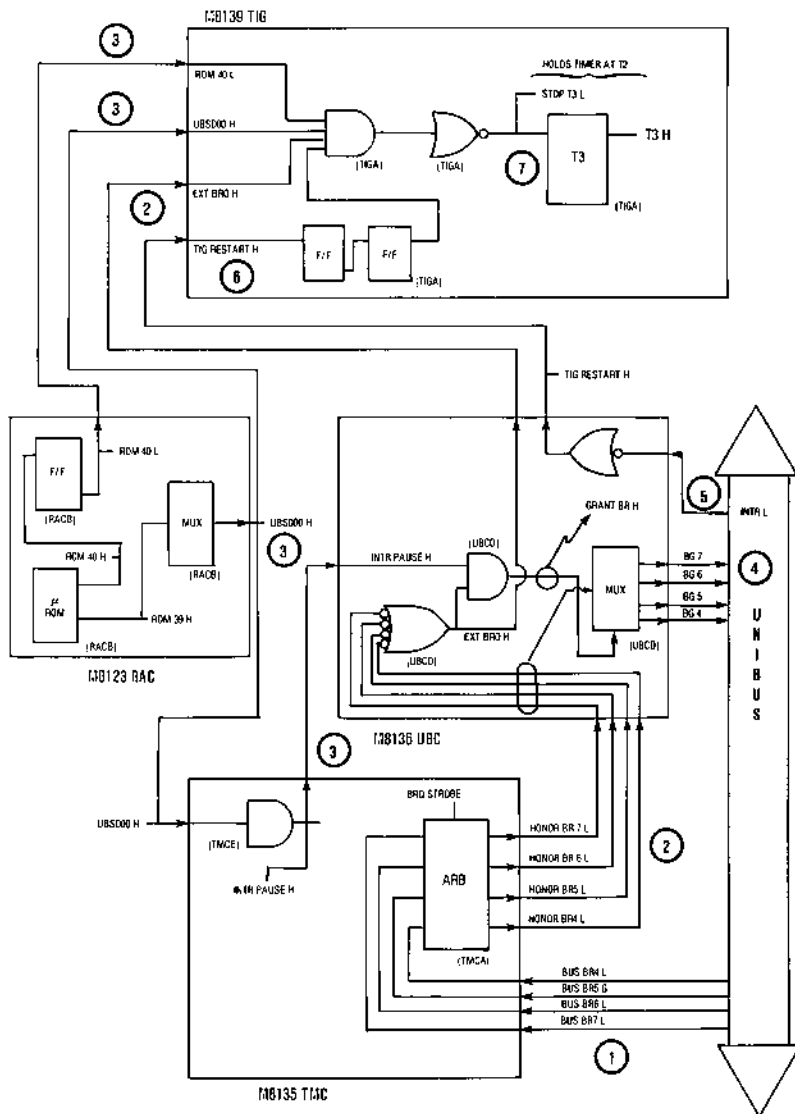 M8139 TIG
3
ROM 40 L
HOLDS TIMER AT T2
STOP T3 L
3
UBSD00 H
T3
T3 H
(TIGA)
(TIGA)
7
(TIGA)
2
EXT BRO H
TIG RESTART H
F/F
F/F
(TIGA)
6
TIG RESTART H
F/F
ROM 40 L
(RACB)
MUX
UBSD00 H
ROM 40 H
(RACB)
3
μ
ROM
ROM 39 H
(RACB)
M8123 RAC
5
INTR L
GRANT BR H
(UBCD)
INTR PAUSE H
MUX
BG 7
BG 6
BG 5
BG 4
4
EXT BRO H
(UBCD)
(UBCD)
UNIBUS
M8136 UBC
3
BRQ STROBE
UBSD00 H
(TMCE)
INTR PAUSE H
ARB
HONOR BR 7 L
HONOR BR 6 L
HONOR BR5 L
HONOR BR4 L
2
(TMCA)
BUS BR4 L
BUS BR5 G
BUS BR6 L
BUS BR7 L
1
M8135 TMC